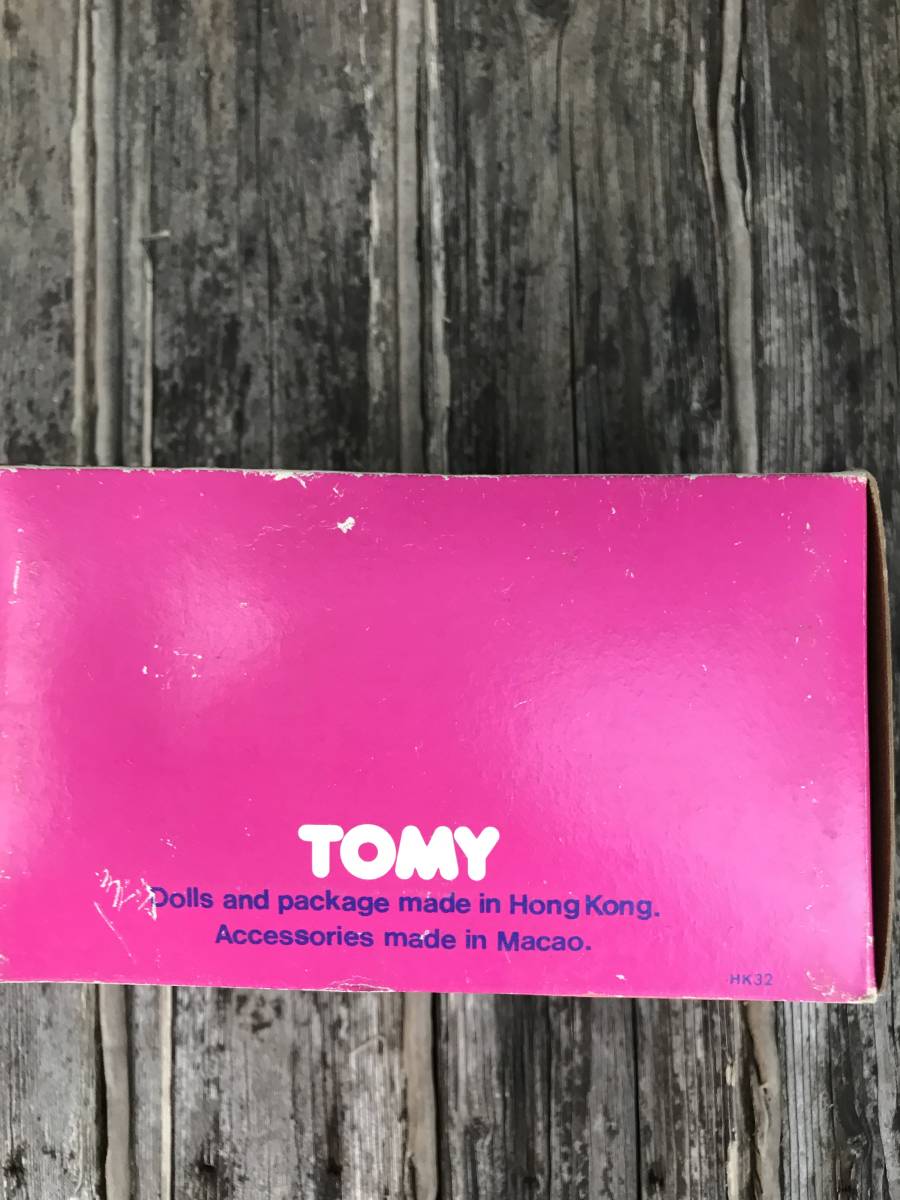 TOMY
Dolls and package made in Hong Kong.
Accessories made in Macao.
HK32